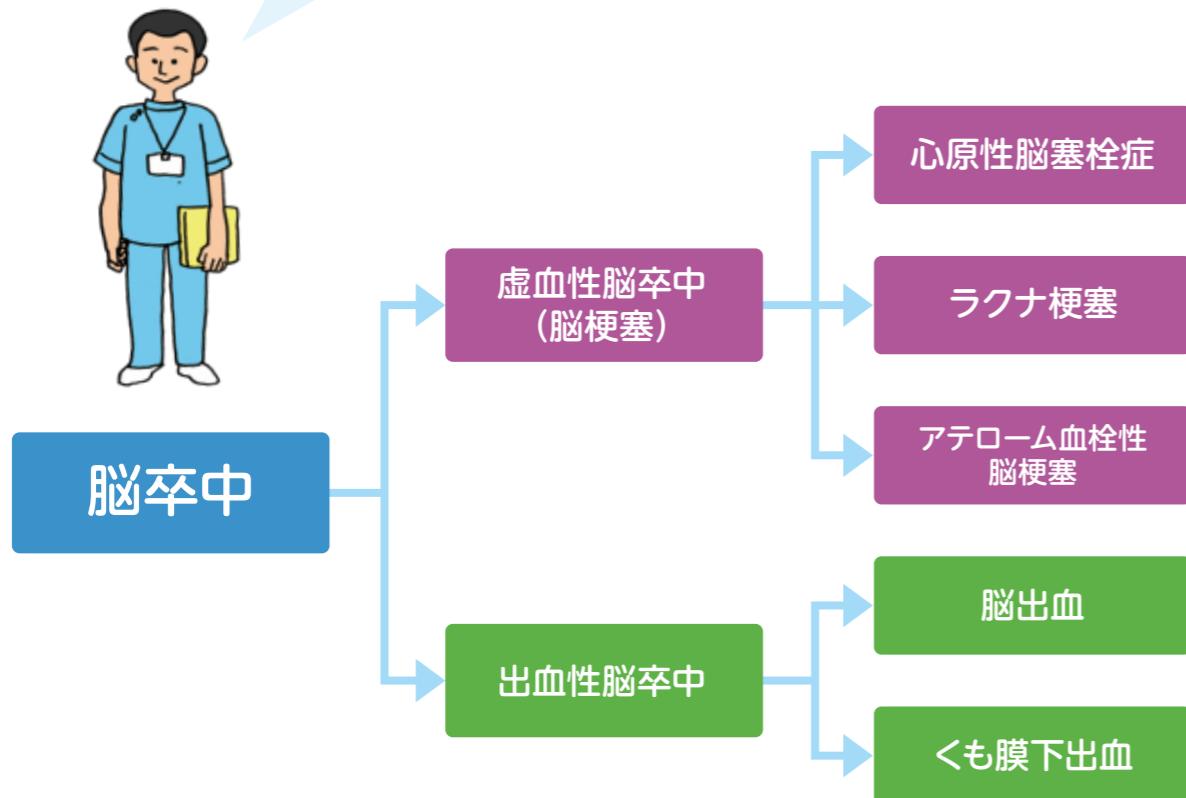 脳卒中
虚血性脳卒中
(脳梗塞)
心原性脳塞栓症
ラクナ梗塞
アテローム血栓性
脳梗塞
出血性脳卒中
脳出血
くも膜下出血